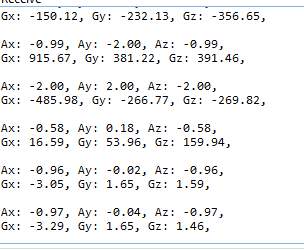 Receive
Gx: -150.12, Gy: -232.13, Gz: -356.65,
Ax: -0.99, Ay: -2.00, Az: -0.99,
Gx: 915.67, Gy: 381.22, Gz: 391.46,
Ax: -2.00, Ay: 2.00, Az: -2.00,
Gx: -485.98, Gy: -266.77, Gz: -269.82,
Ax: -0.58, Ay: 0.18, Az: -0.58,
Gx: 16.59, Gy: 53.96, Gz: 159.94,
Ax: -0.96, Ay: -0.02, Az: -0.96,
Gx: -3.05, Gy: 1.65, Gz: 1.59,
Ax: -0.97, Ay: -0.04, Az: -0.97,
Gx: -3.29, Gy: 1.65, Gz: 1.46,